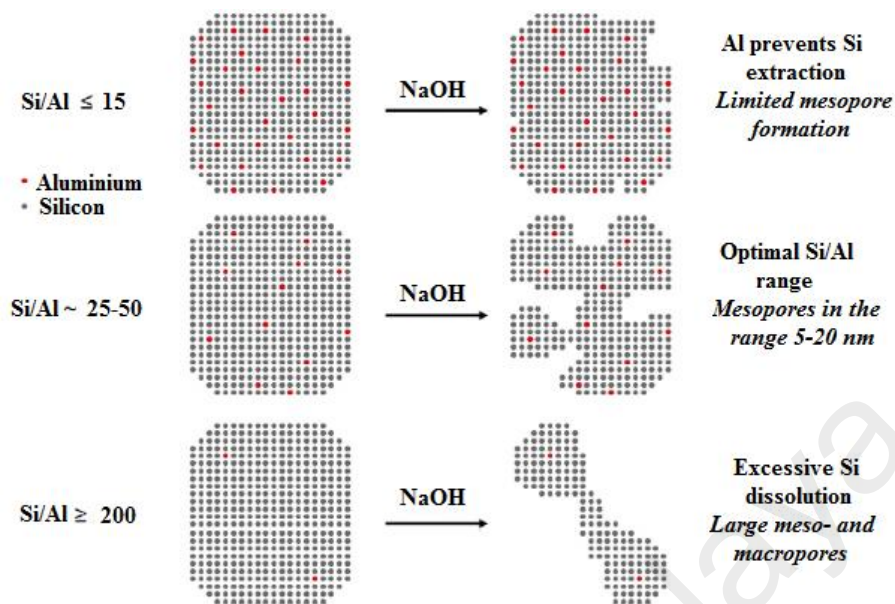 Si/Al ≤ 15
NaOH
Al prevents Si
extraction
Limited mesopore
formation
Aluminium
Silicon
Si/Al ~ 25-50
NaOH
Optimal Si/Al
range
Mesopores in the
range 5-20 nm
Si/Al ≥ 200
NaOH
Excessive Si
dissolution
Large meso- and
macropores
laya